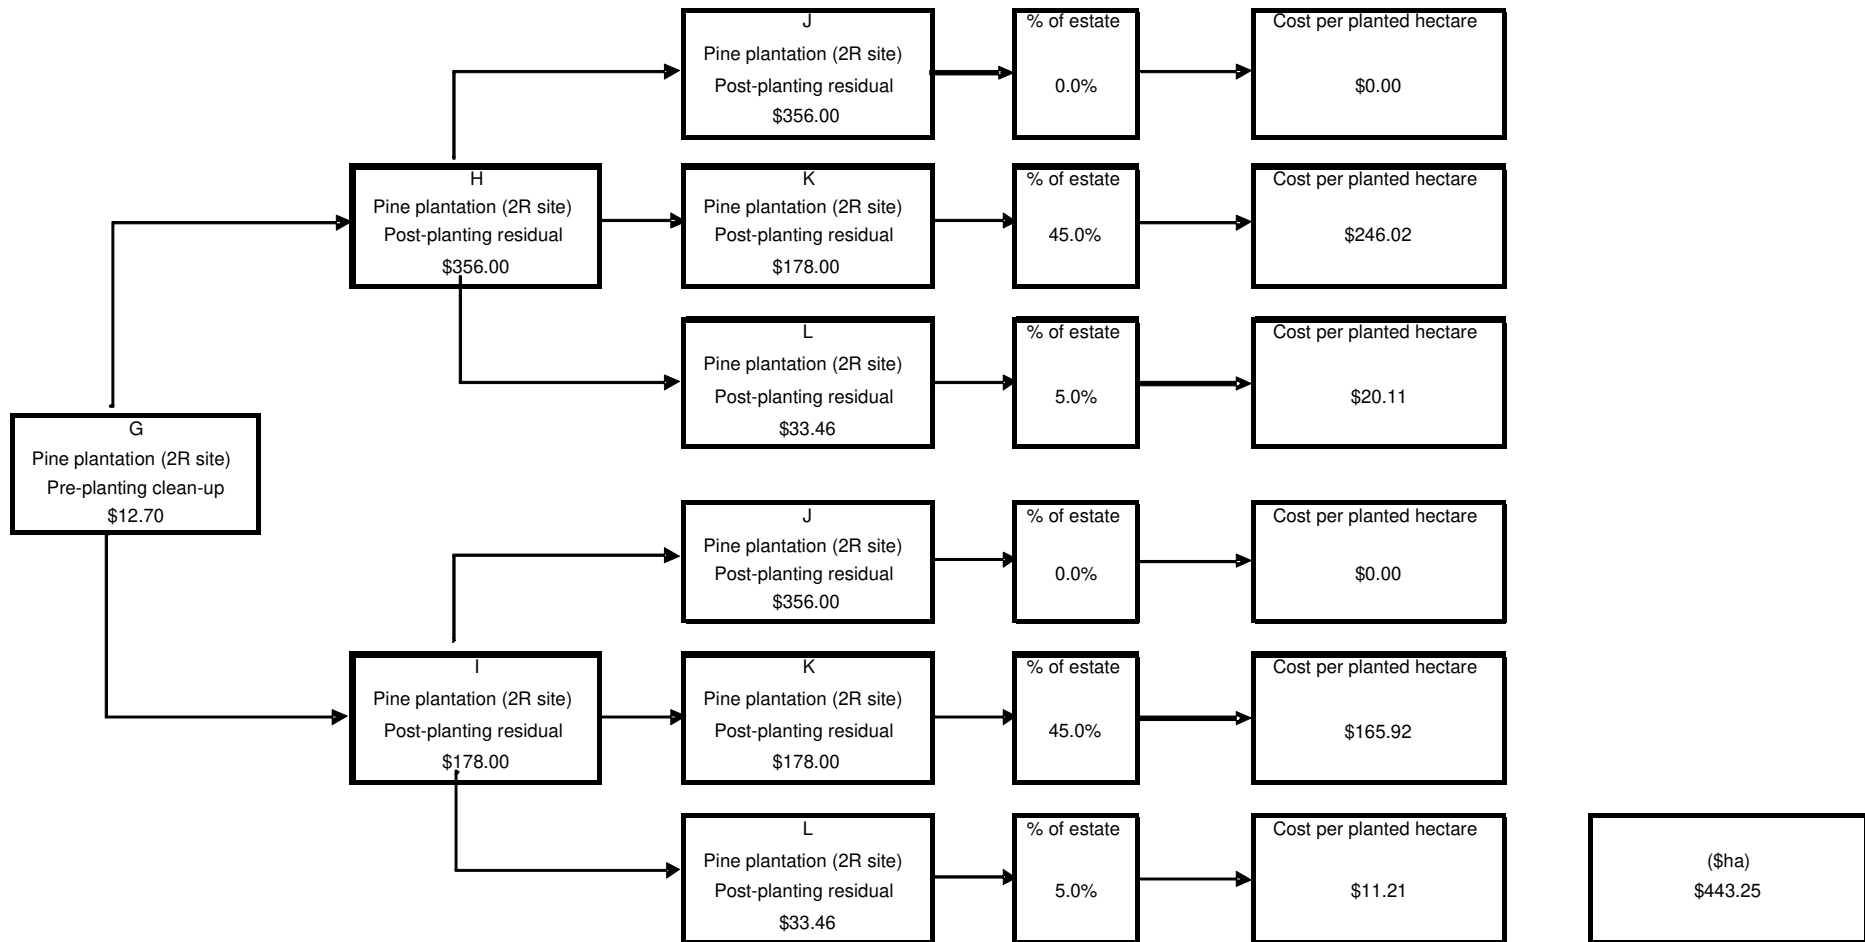 J
Pine plantation (2R site)
Post-planting residual
$356.00
% of estate
0.0%
Cost per planted hectare
$0.00
H
Pine plantation (2R site)
Post-planting residual
$356.00
K
Pine plantation (2R site)
Post-planting residual
$178.00
% of estate
45.0%
Cost per planted hectare
$246.02
L
Pine plantation (2R site)
Post-planting residual
$33.46
% of estate
5.0%
Cost per planted hectare
$20.11
G
Pine plantation (2R site)
Pre-planting clean-up
$12.70
J
Pine plantation (2R site)
Post-planting residual
$356.00
% of estate
0.0%
Cost per planted hectare
$0.00
I
Pine plantation (2R site)
Post-planting residual
$178.00
K
Pine plantation (2R site)
Post-planting residual
$178.00
% of estate
45.0%
Cost per planted hectare
$165.92
L
Pine plantation (2R site)
Post-planting residual
$33.46
% of estate
5.0%
Cost per planted hectare
$11.21
($ha)
$443.25